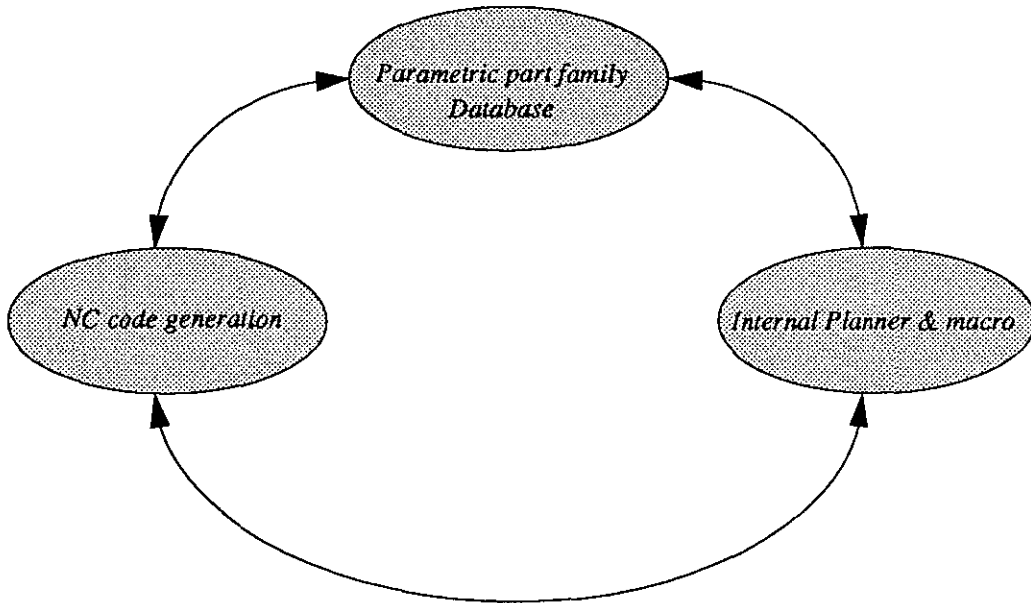 Parametric part family
Database
NC code generation
Internal Planner & macro